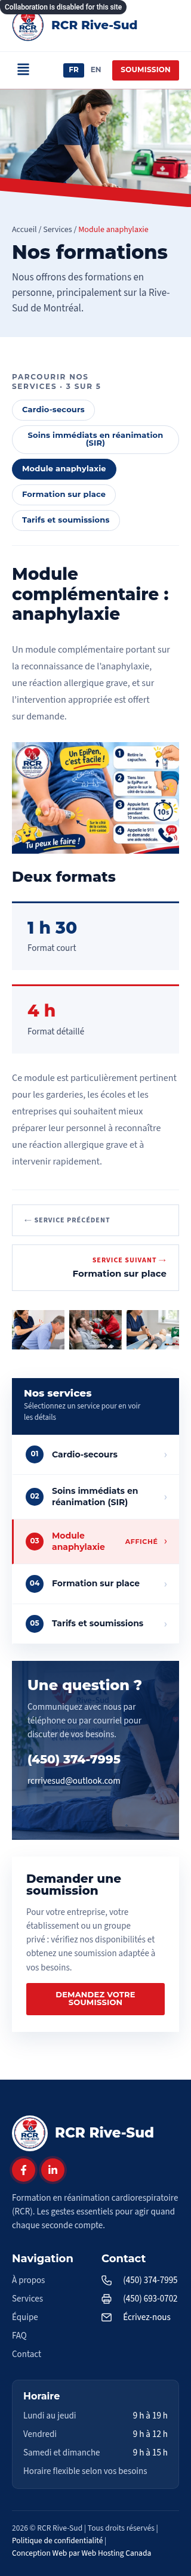 Collaboration is disabled for this site
RCR Rive-Sud
FR
EN
SOUMISSION
Accueil / Services / Module anaphylaxie
Nos formations
Nous offrons des formations en
personne, principalement sur la Rive-
Sud de Montréal.
PARCOURIR NOS
SERVICES · 3 SUR 5
Cardio-secours
Soins immédiats en réanimation
(SIR)
Module anaphylaxie
Formation sur place
Tarifs et soumissions
Module
complémentaire :
anaphylaxie
Un module complémentaire portant sur
la reconnaissance de l'anaphylaxie,
une réaction allergique grave, et sur
l'intervention appropriée est offert
sur demande.
RCR
Un EpiPen,
c'est facile !
Tu peux le faire !
1 Retire le
capuchon.
2
3
4
10s
911
Deux formats
1 h 30
Format court
4 h
Format détaillé
Ce module est particulièrement pertinent
pour les garderies, les écoles et les
entreprises qui souhaitent mieux
préparer leur personnel à reconnaître
une réaction allergique grave et à
intervenir rapidement.
← SERVICE PRÉCÉDENT
SERVICE SUIVANT →
Formation sur place
Nos services
Sélectionnez un service pour en voir
les détails
01 Cardio-secours ›
02 Soins immédiats en
réanimation (SIR) ›
03 Module
anaphylaxie AFFICHÉ ›
04 Formation sur place ›
05 Tarifs et soumissions ›
Une question ?
Communiquez avec nous par
téléphone ou par courriel pour
discuter de vos besoins.
(450) 374-7995
rcrrivesud@outlook.com
Demander une
soumission
Pour votre entreprise, votre
établissement ou un groupe
privé : vérifiez nos disponibilités et
obtenez une soumission adaptée à
vos besoins.
DEMANDEZ VOTRE
SOUMISSION
RCR Rive-Sud
Formation en réanimation cardiorespiratoire
(RCR). Les gestes essentiels pour agir quand
chaque seconde compte.
Navigation
À propos
Services
Équipe
FAQ
Contact
Contact
(450) 374-7995
(450) 693-0702
Écrivez-nous
Horaire
Lundi au jeudi 9 h à 19 h
Vendredi 9 h à 12 h
Samedi et dimanche 9 h à 15 h
Horaire flexible selon vos besoins
2026 © RCR Rive-Sud | Tous droits réservés |
Politique de confidentialité |
Conception Web par Web Hosting Canada